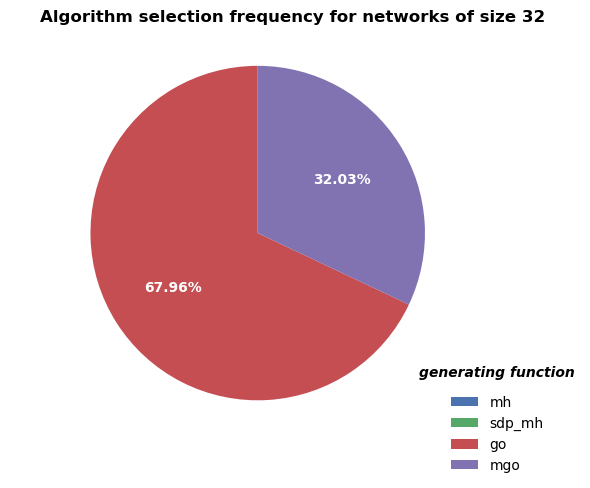 Algorithm selection frequency for networks of size 32
32.03%
67.96%
generating function
mh
sdp_mh
go
mgo